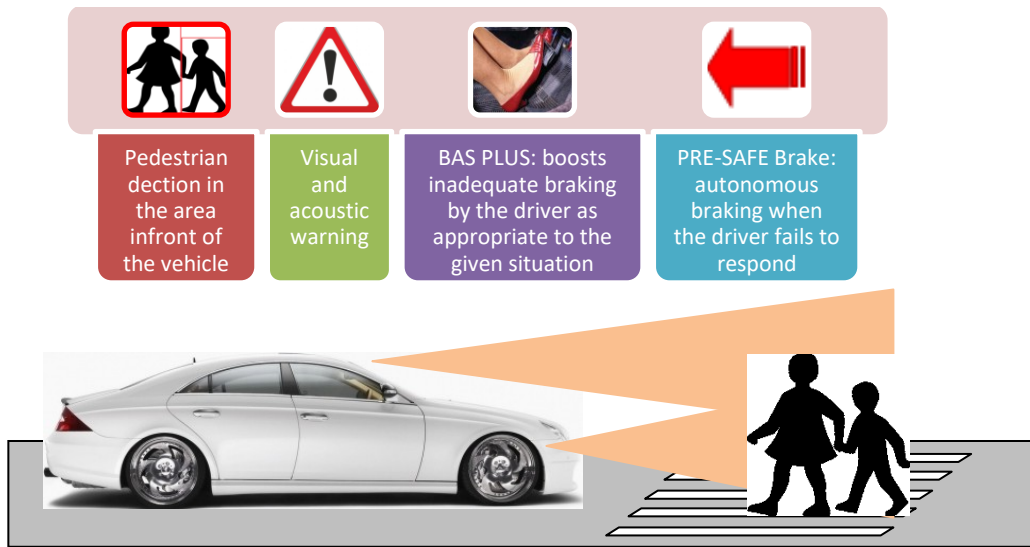 Pedestrian
dection in
the area
infront of
the vehicle
Visual
and
acoustic
warning
BAS PLUS: boosts
inadequate braking
by the driver as
appropriate to the
given situation
PRE-SAFE Brake:
autonomous
braking when
the driver fails to
respond